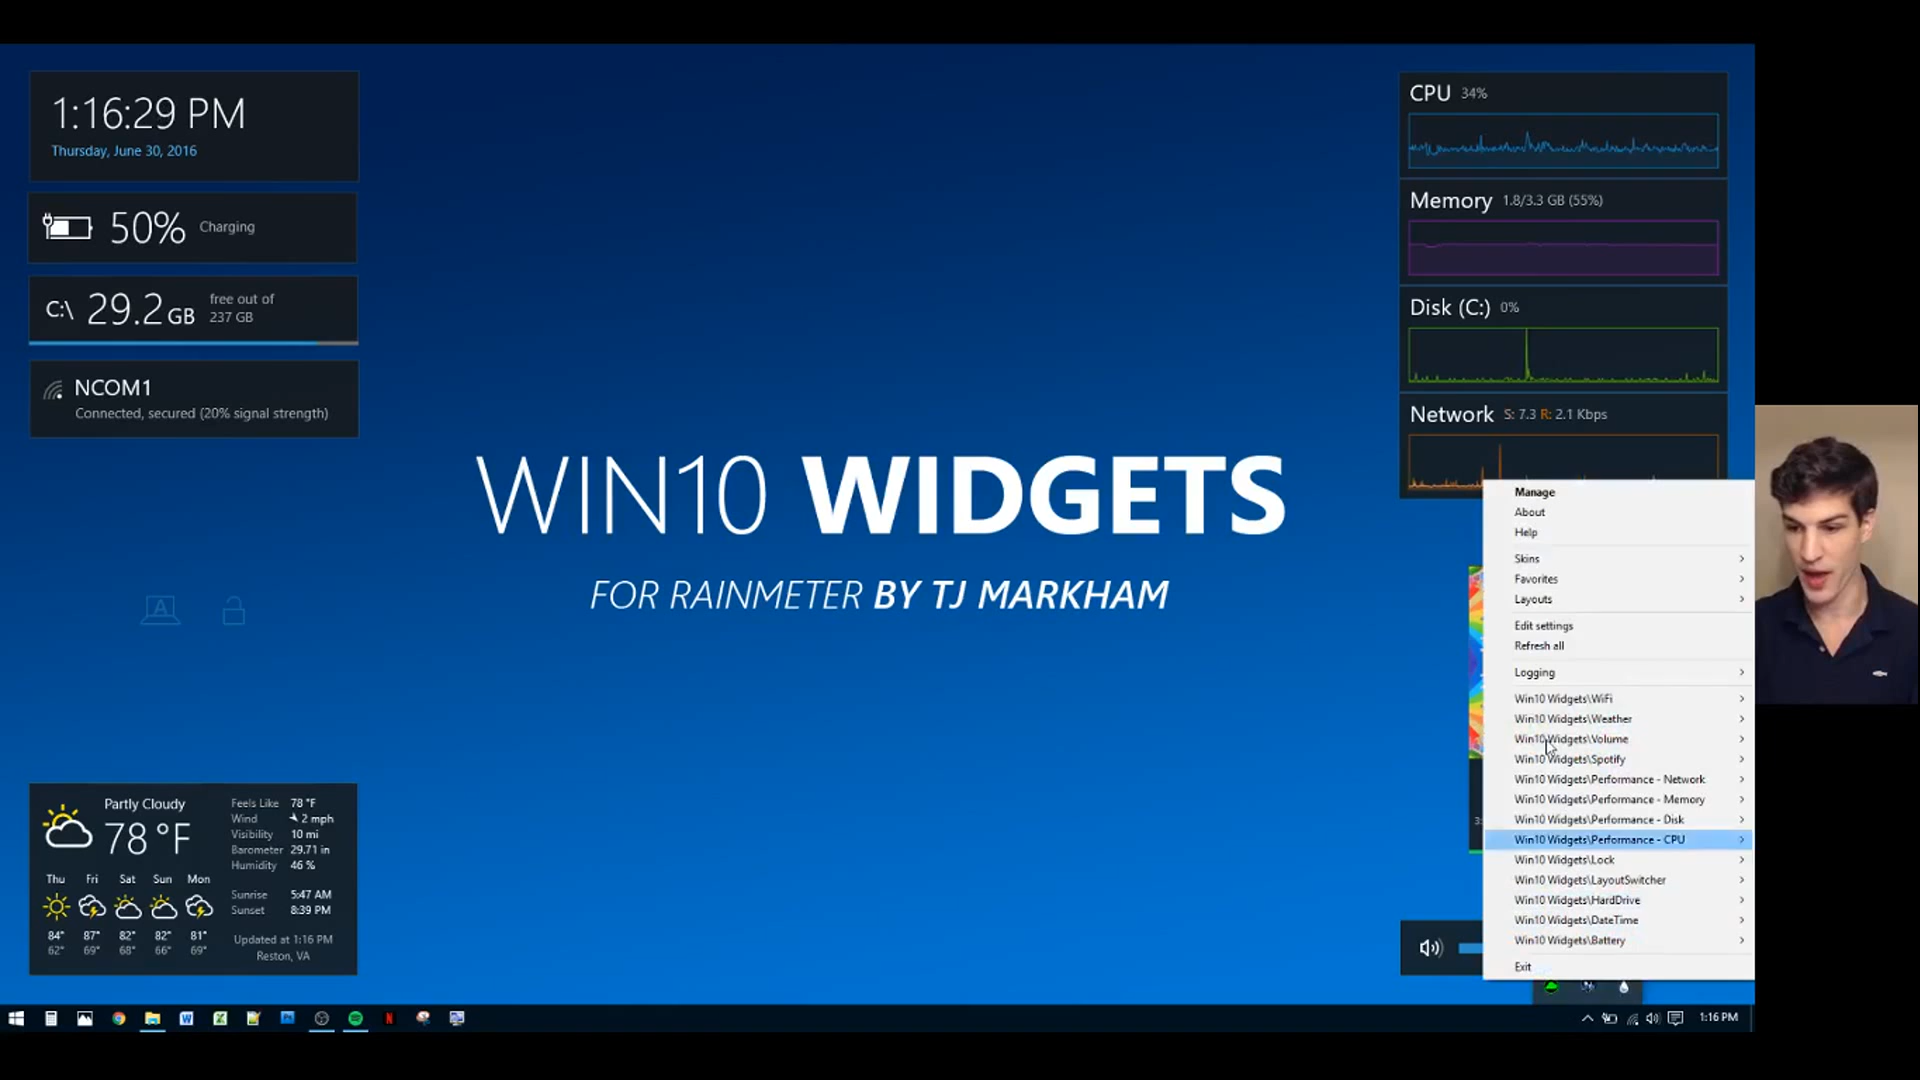 1:16:29 PM
Thursday, June 30, 2016
50% Charging
C:\ 29.2 GB free out of
237 GB
NCOM1
Connected, secured (20% signal strength)
WIN10 WIDGETS
FOR RAINMETER BY TJ MARKHAM
A
Partly Cloudy
78 °F
Feels Like 78 °F
Wind 2 mph
Visibility 10 mi
Barometer 29.71 in
Humidity 46 %
Sunrise 5:47 AM
Sunset 8:39 PM
Updated at 1:16 PM
Reston, VA
Thu Fri Sat Sun Mon
84° 87° 82° 82° 81°
62° 69° 68° 66° 69°
CPU 34%
Memory 1.8/3.3 GB (55%)
Disk (C:) 0%
Network S: 7.3 R: 2.1 Kbps
Manage
About
Help
Skins
Favorites
Layouts
Edit settings
Refresh all
Logging
Win10 Widgets\WiFi
Win10 Widgets\Weather
Win10 Widgets\Volume
Win10 Widgets\Spotify
Win10 Widgets\Performance - Network
Win10 Widgets\Performance - Memory
Win10 Widgets\Performance - Disk
Win10 Widgets\Performance - CPU
Win10 Widgets\Lock
Win10 Widgets\LayoutSwitcher
Win10 Widgets\HardDrive
Win10 Widgets\DateTime
Win10 Widgets\Battery
Exit
1:16 PM